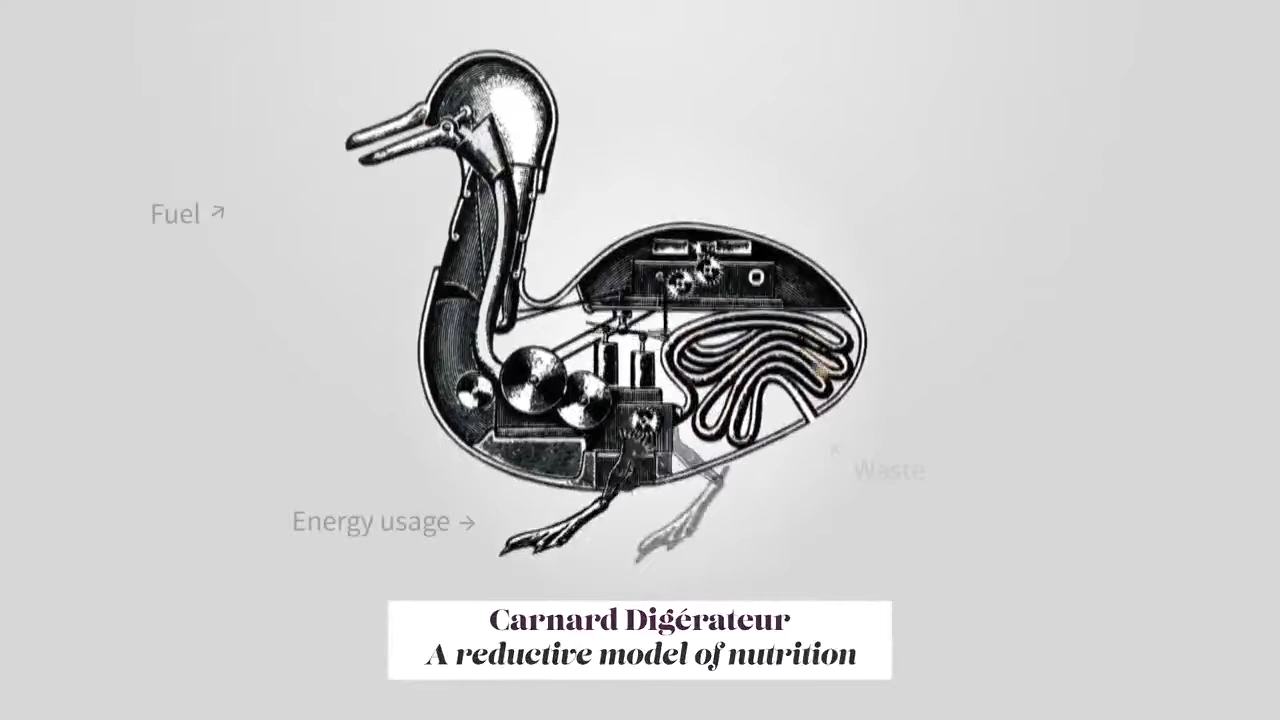 Fuel ↗
Energy usage →
Waste
Carnard Digérateur
A reductive model of nutrition